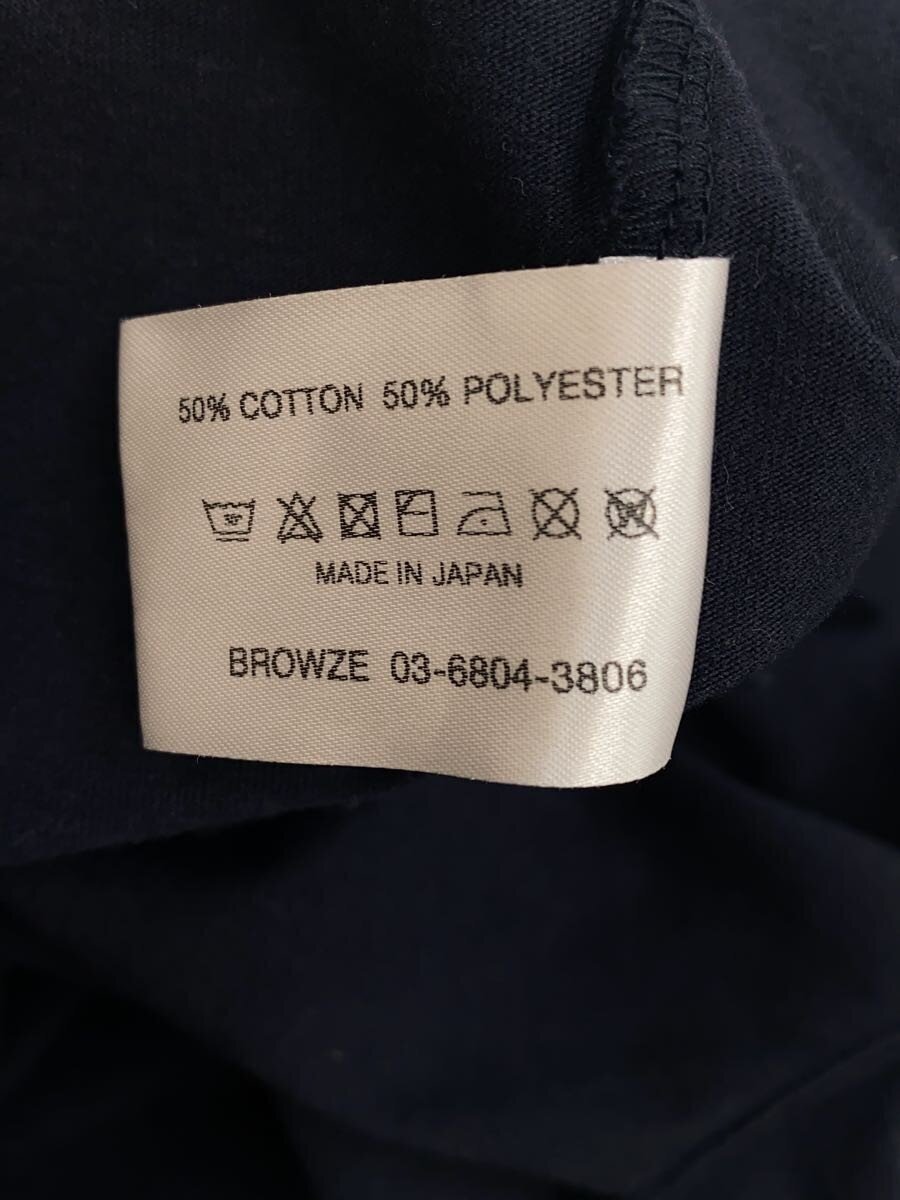 50% COTTON 50% POLYESTER
MADE IN JAPAN
BROWZE 03-6804-3806